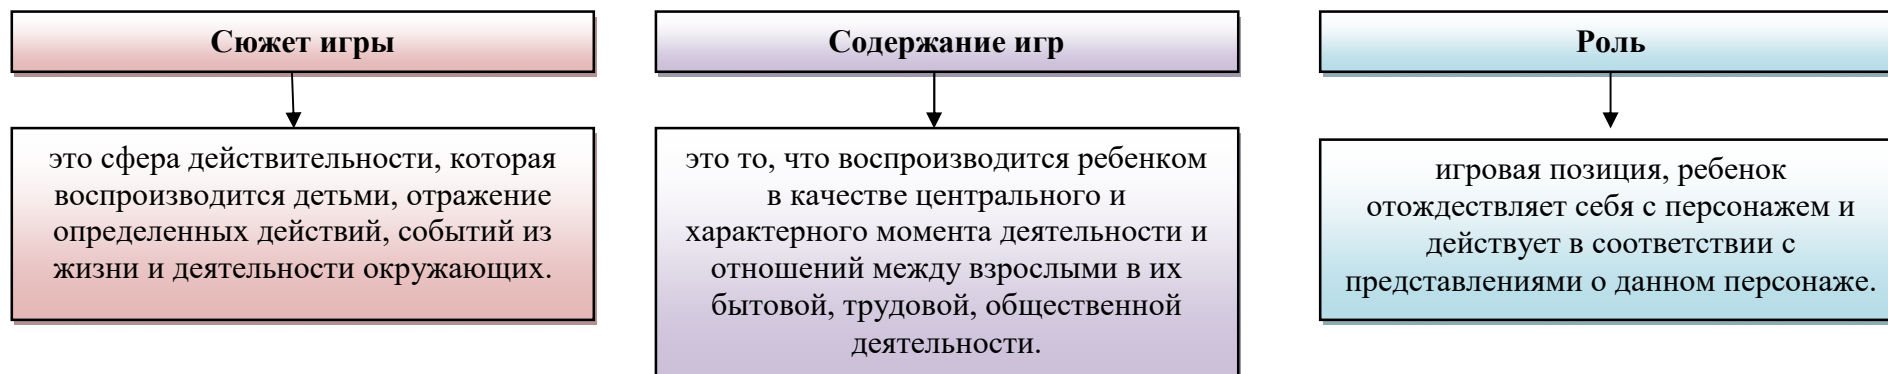 Сюжет игры
это сфера действительности, которая
воспроизводится детьми, отражение
определенных действий, событий из
жизни и деятельности окружающих.
Содержание игр
это то, что воспроизводится ребенком
в качестве центрального и
характерного момента деятельности и
отношений между взрослыми в их
бытовой, трудовой, общественной
деятельности.
Роль
игровая позиция, ребенок
отождествляет себя с персонажем и
действует в соответствии с
представлениями о данном персонаже.